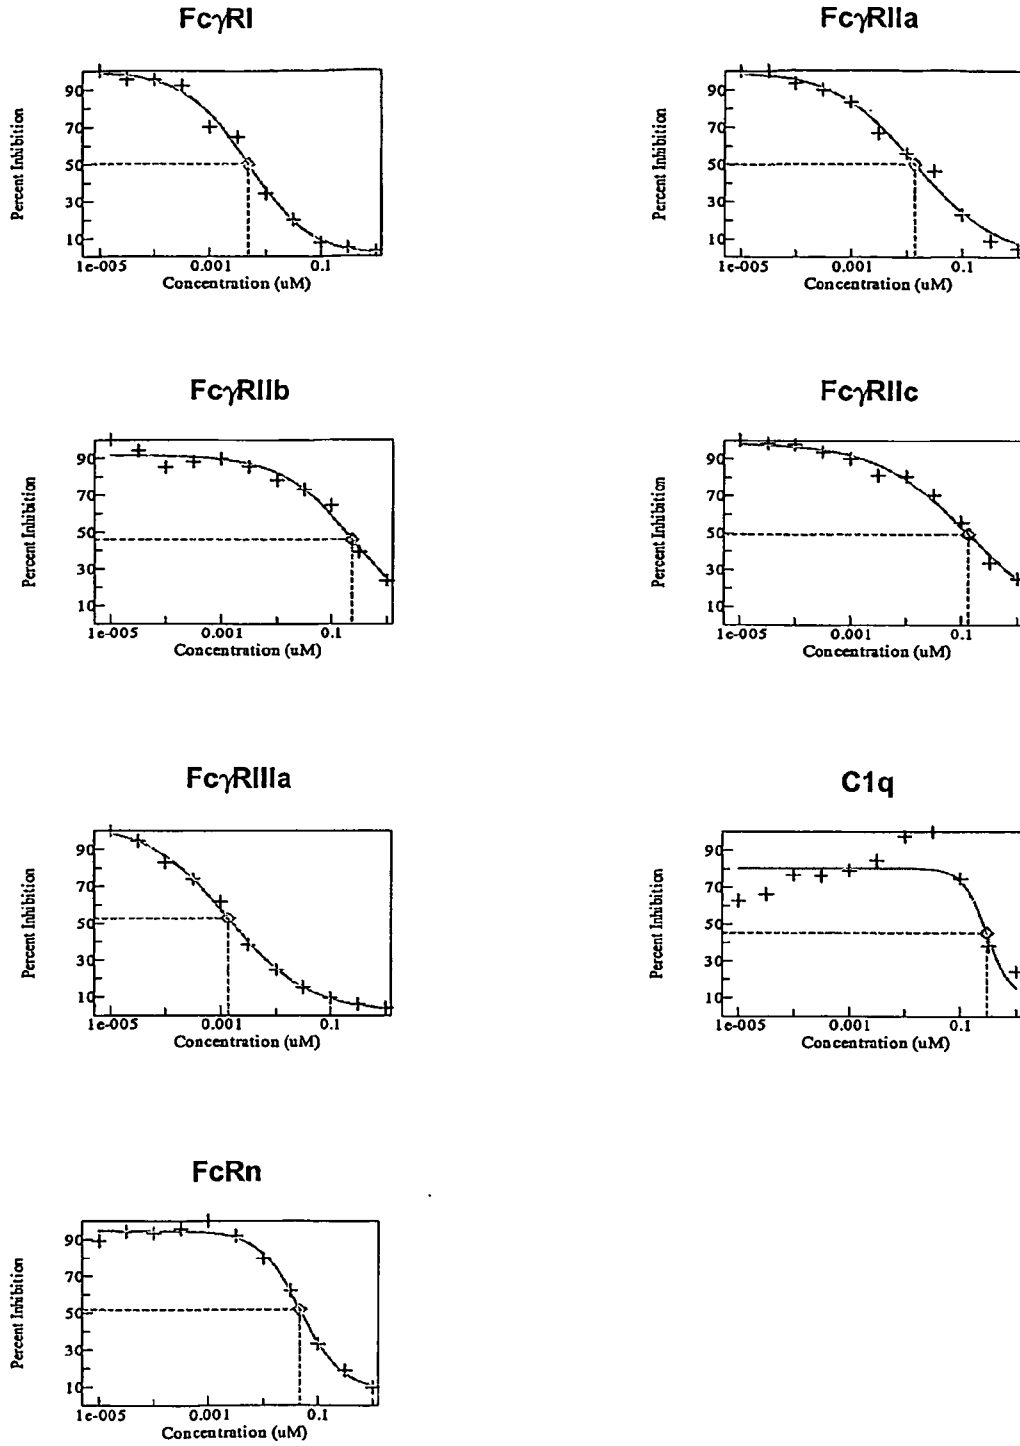 FcγRI
Percent Inhibition
90
70
50
30
10
1e-005 0.001 0.1
Concentration (uM)
FcγRIIa
Percent Inhibition
90
70
50
30
10
1e-005 0.001 0.1
Concentration (uM)
FcγRIIb
Percent Inhibition
90
70
50
30
10
1e-005 0.001 0.1
Concentration (uM)
FcγRIIc
Percent Inhibition
90
70
50
30
10
1e-005 0.001 0.1
Concentration (uM)
FcγRIIIa
Percent Inhibition
90
70
50
30
10
1e-005 0.001 0.1
Concentration (uM)
C1q
Percent Inhibition
90
70
50
30
10
1e-005 0.001 0.1
Concentration (uM)
FcRn
Percent Inhibition
90
70
50
30
10
1e-005 0.001 0.1
Concentration (uM)